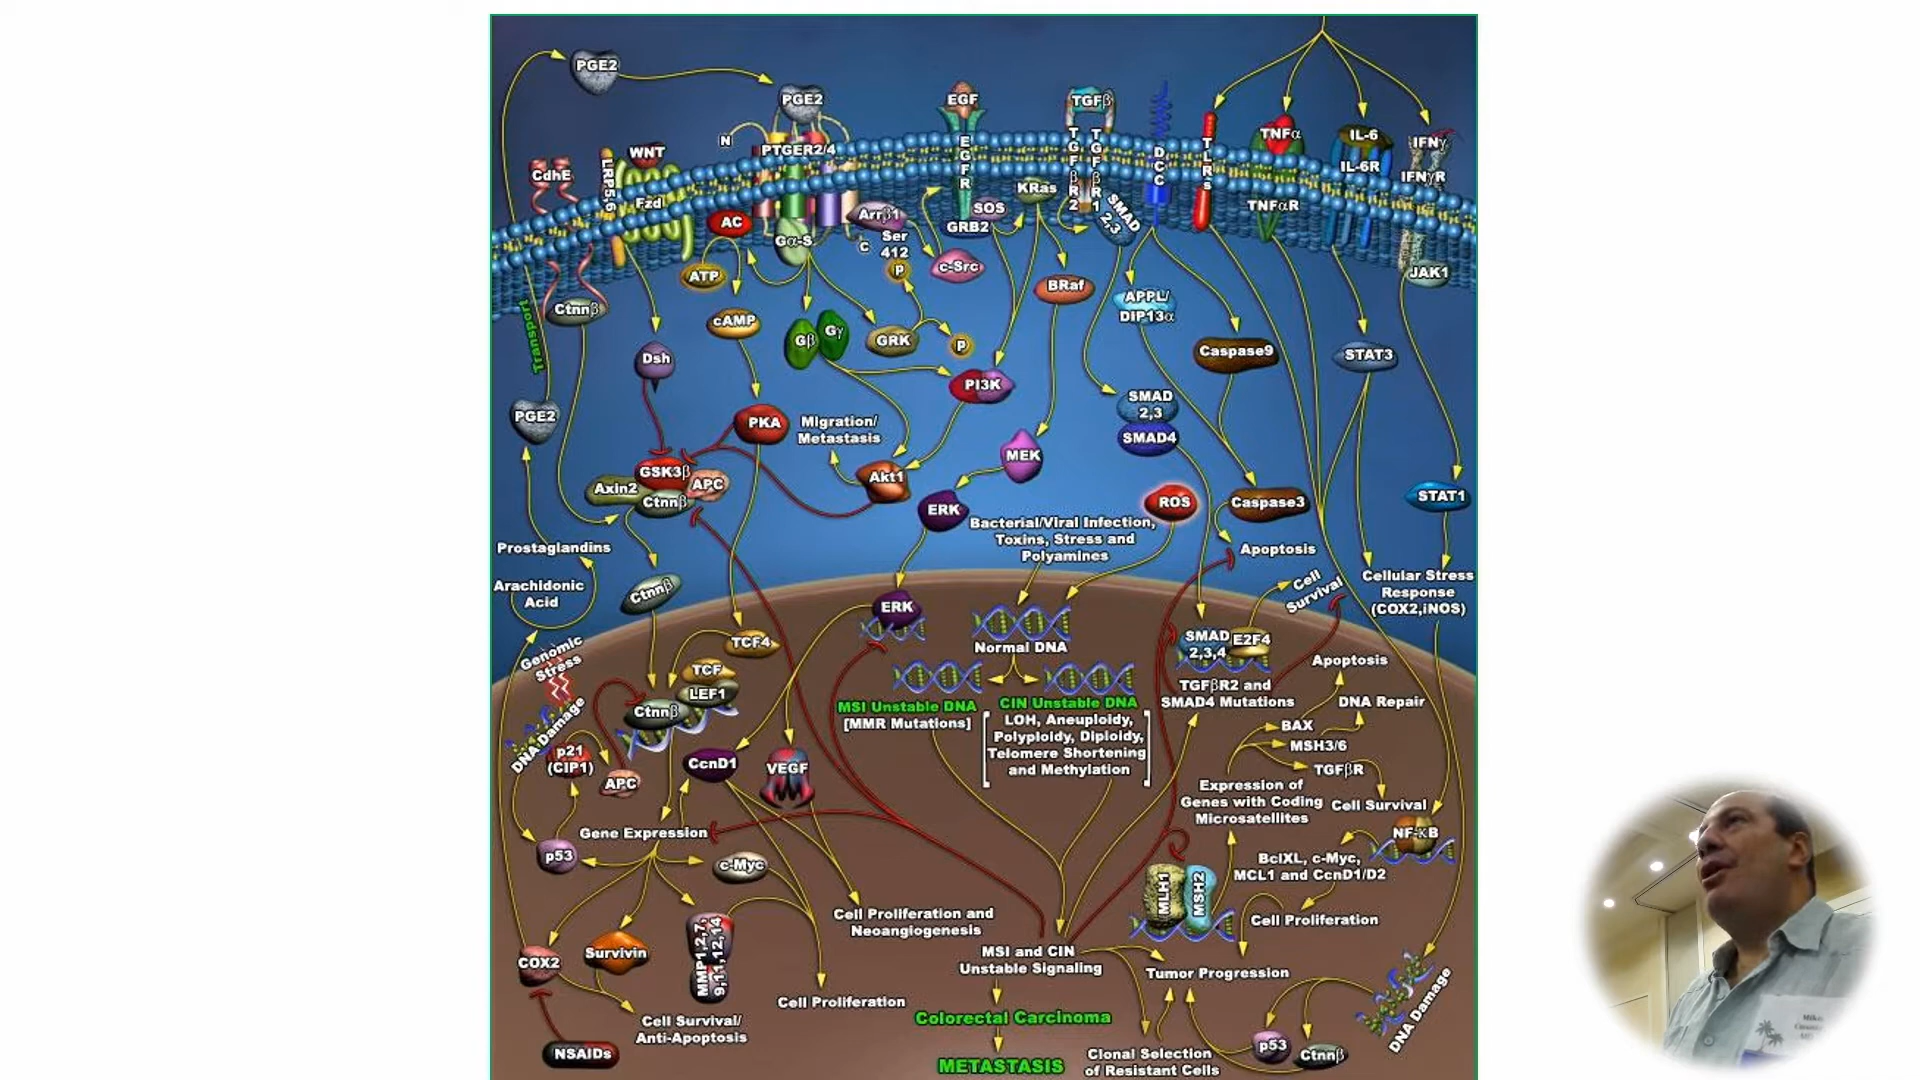 PGE2
PGE2
EGF
TGFβ
TNFα
IL-6
IFNγ
N
PTGER2/4
WNT
CdhE
LRP5,6
Fzd
EGFR
KRas
TGFβR2
TGFβR1
DCC
TLRs
IL-6R
IFNγR
TNFαR
AC
Gα-S
Arrβ1
C
Ser
412
P
SOS
GRB2
SMAD
2,3
c-Src
JAK1
ATP
BRaf
APPL/
DIP13α
Transport
Ctnnβ
cAMP
Gβ
Gγ
GRK
P
Dsh
PI3K
Caspase9
STAT3
PGE2
PKA
Migration/
Metastasis
SMAD
2,3
SMAD4
MEK
GSK3β
Axin2
APC
Ctnnβ
Akt1
ERK
ROS
Caspase3
STAT1
Bacterial/Viral Infection,
Toxins, Stress and
Polyamines
Prostaglandins
Apoptosis
Arachidonic
Acid
Ctnnβ
Cell
Survival
Cellular Stress
Response
(COX2,iNOS)
ERK
Normal DNA
SMAD
2,3,4
E2F4
TCF4
Genomic
Stress
TCF
LEF1
Ctnnβ
MSI Unstable DNA
[MMR Mutations]
CIN Unstable DNA
[LOH, Aneuploidy,
Polyploidy, Diploidy,
Telomere Shortening
and Methylation]
TGFβR2 and
SMAD4 Mutations
Apoptosis
DNA Repair
BAX
MSH3/6
TGFβR
DNA Damage
p21
(CIP1)
APC
CcnD1
VEGF
Expression of
Genes with Coding
Microsatellites
Cell Survival
NF-κB
Gene Expression
p53
c-Myc
BclXL, c-Myc,
MCL1 and CcnD1/D2
MLH1
MSH2
Cell Proliferation
Cell Proliferation and
Neoangiogenesis
MMP1,2,7,
9,11,12,14
COX2
Survivin
MSI and CIN
Unstable Signaling
Tumor Progression
Cell Proliferation
Colorectal Carcinoma
METASTASIS
Cell Survival/
Anti-Apoptosis
NSAIDs
Clonal Selection
of Resistant Cells
p53
Ctnnβ
DNA Damage